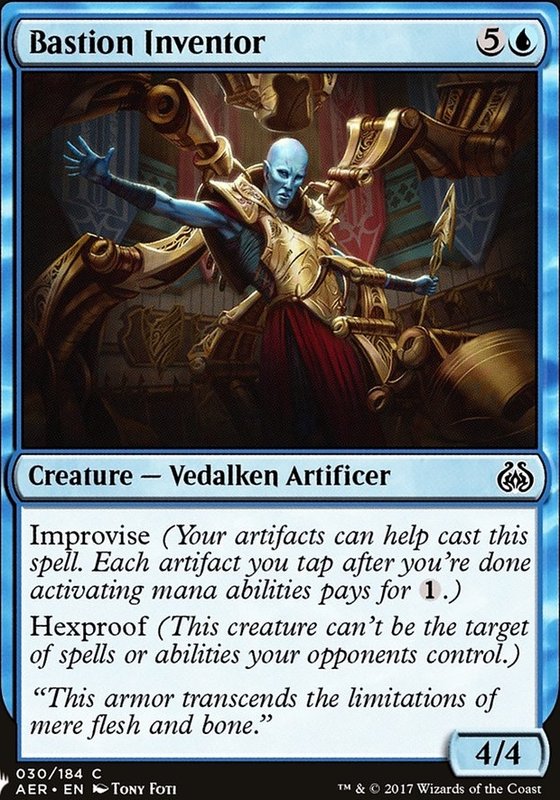 Bastion Inventor 5
Creature — Vedalken Artificer
Improvise (Your artifacts can help cast this
spell. Each artifact you tap after you're done
activating mana abilities pays for 1.)
Hexproof (This creature can't be the target
of spells or abilities your opponents control.)
“This armor transcends the limitations of
mere flesh and bone.”
4/4
030/184 C
AER • EN Tony Foti
™ & © 2017 Wizards of the Coast